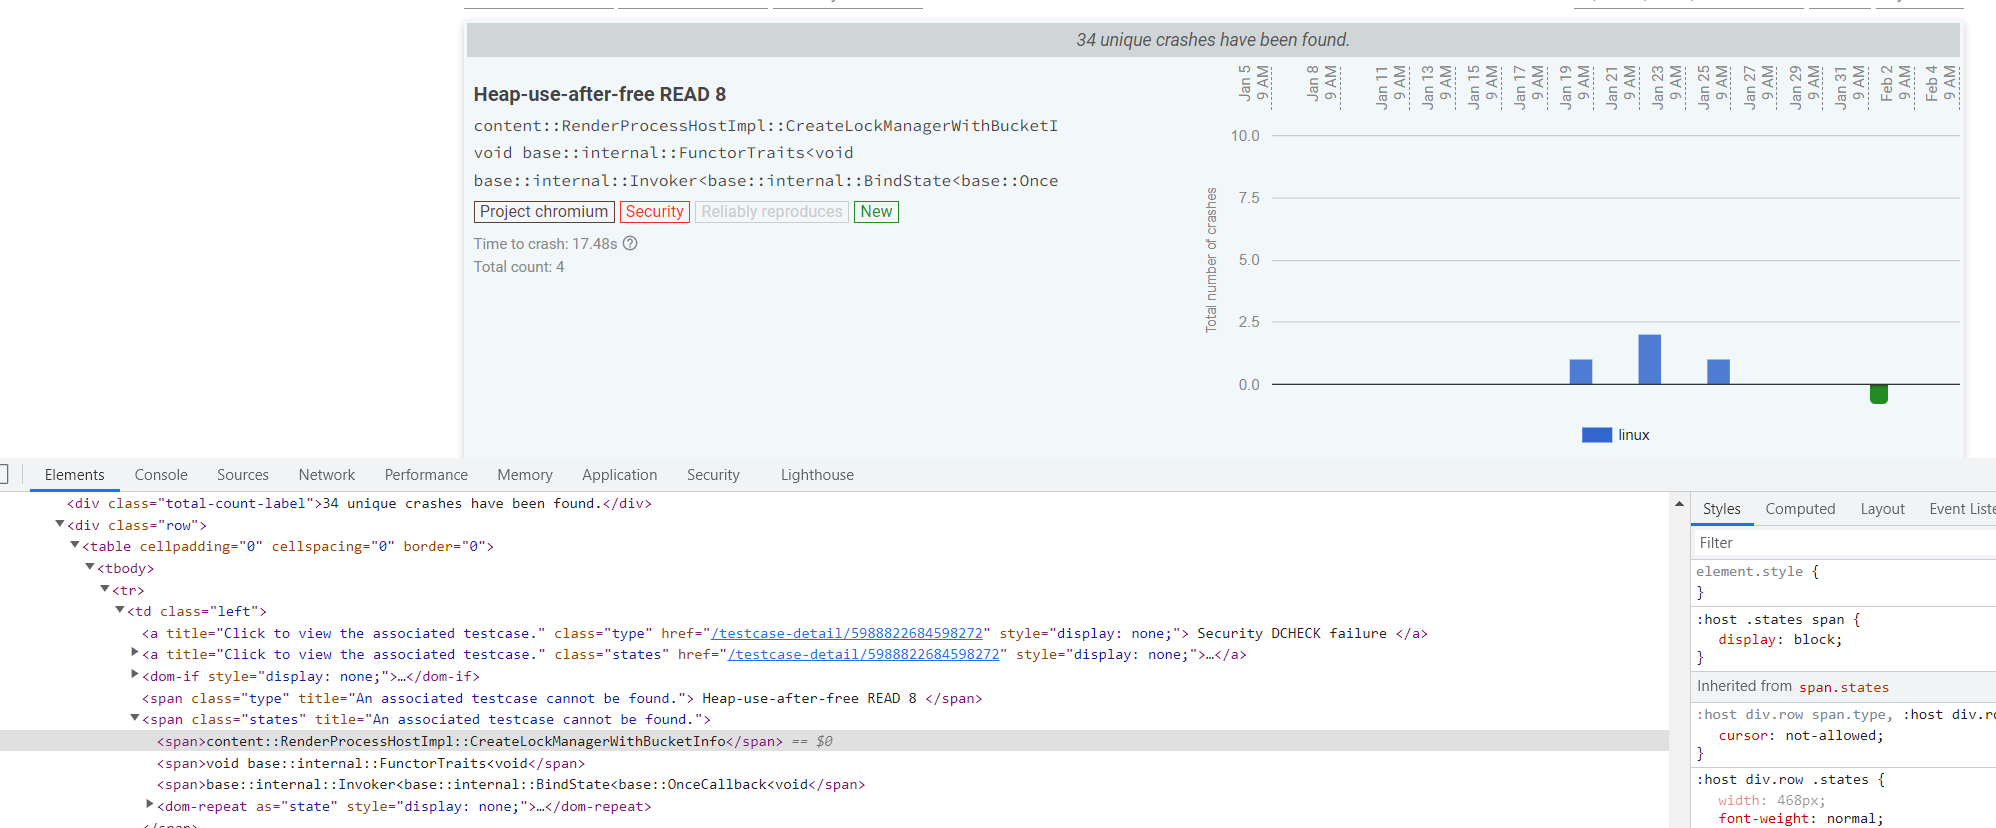 34 unique crashes have been found.
Heap-use-after-free READ 8
content::RenderProcessHostImpl::CreateLockManagerWithBucketI
void base::internal::FunctorTraits<void
base::internal::Invoker<base::internal::BindState<base::Once
Project chromium Security Reliably reproduces New
Time to crash: 17.48s ?
Total count: 4
Jan 5 9 AM
Jan 8 9 AM
Jan 11 9 AM
Jan 13 9 AM
Jan 15 9 AM
Jan 17 9 AM
Jan 19 9 AM
Jan 21 9 AM
Jan 23 9 AM
Jan 25 9 AM
Jan 27 9 AM
Jan 29 9 AM
Jan 31 9 AM
Feb 2 9 AM
Feb 4 9 AM
Total number of crashes
10.0
7.5
5.0
2.5
0.0
linux
Elements Console Sources Network Performance Memory Application Security Lighthouse
<div class="total-count-label">34 unique crashes have been found.</div>
<div class="row">
<table cellpadding="0" cellspacing="0" border="0">
<tbody>
<tr>
<td class="left">
<a title="Click to view the associated testcase." class="type" href="/testcase-detail/5988822684598272" style="display: none;"> Security DCHECK failure </a>
<a title="Click to view the associated testcase." class="states" href="/testcase-detail/5988822684598272" style="display: none;">…</a>
<dom-if style="display: none;">…</dom-if>
<span class="type" title="An associated testcase cannot be found."> Heap-use-after-free READ 8 </span>
<span class="states" title="An associated testcase cannot be found.">
<span>content::RenderProcessHostImpl::CreateLockManagerWithBucketInfo</span> == $0
<span>void base::internal::FunctorTraits<void</span>
<span>base::internal::Invoker<base::internal::BindState<base::OnceCallback<void</span>
<dom-repeat as="state" style="display: none;">…</dom-repeat>
</span>
Styles Computed Layout Event Liste
Filter
element.style {
}
:host .states span {
display: block;
}
Inherited from span.states
:host div.row span.type, :host div.ro
cursor: not-allowed;
}
:host div.row .states {
width: 468px;
font-weight: normal;